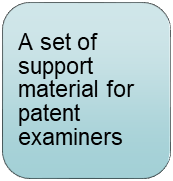 A set of
support
material for
patent
examiners